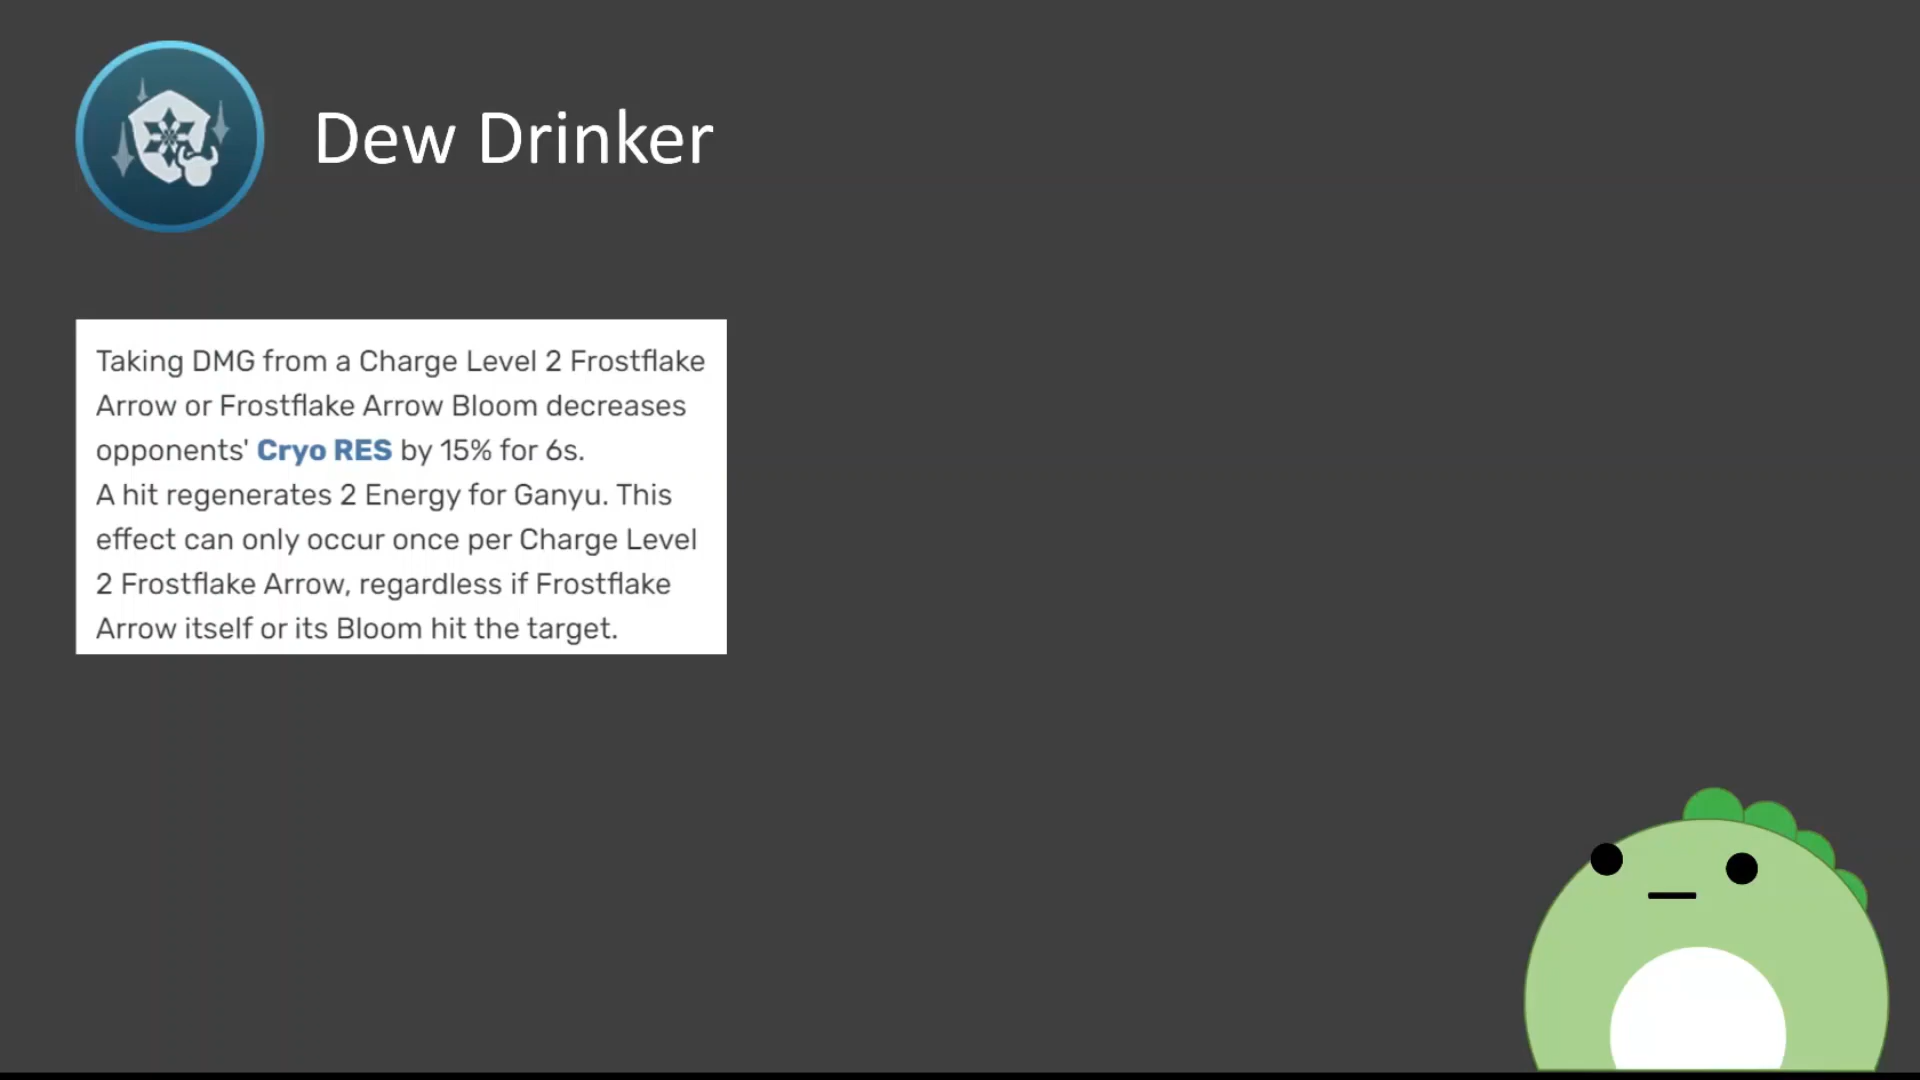 Dew Drinker
Taking DMG from a Charge Level 2 Frostflake
Arrow or Frostflake Arrow Bloom decreases
opponents' Cryo RES by 15% for 6s.
A hit regenerates 2 Energy for Ganyu. This
effect can only occur once per Charge Level
2 Frostflake Arrow, regardless if Frostflake
Arrow itself or its Bloom hit the target.